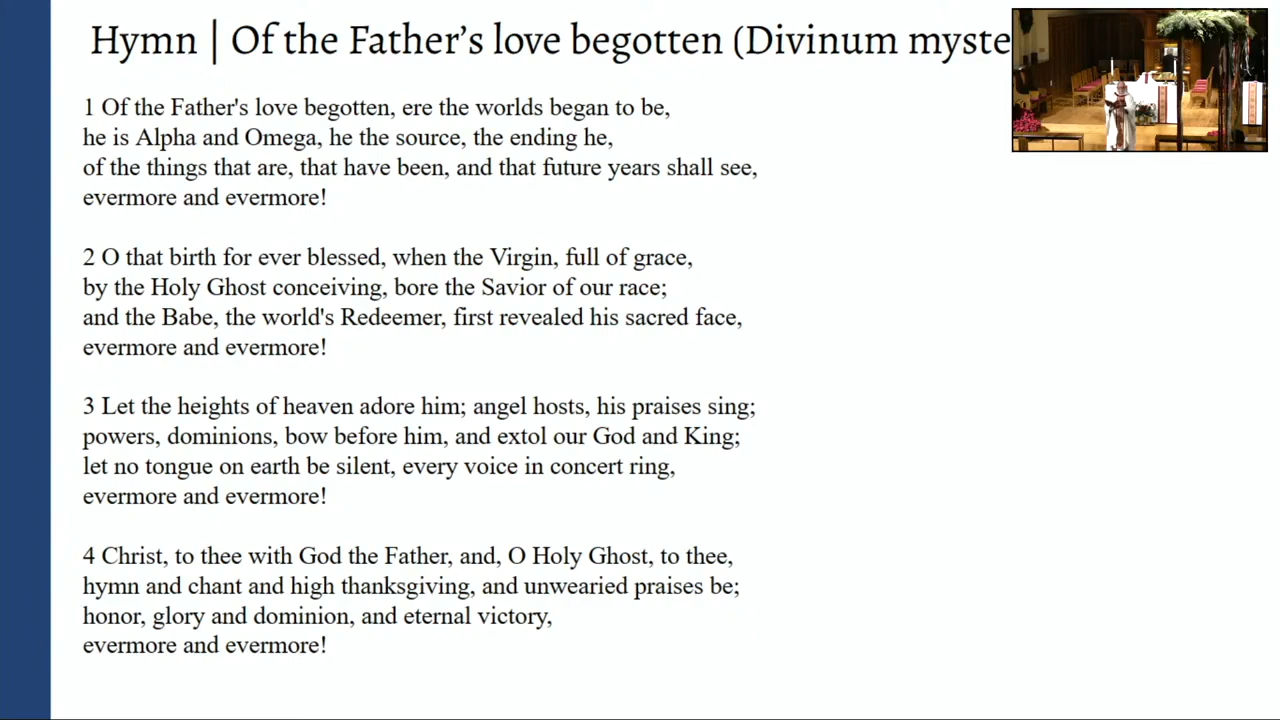 Hymn | Of the Father’s love begotten (Divinum myste
1 Of the Father's love begotten, ere the worlds began to be,
he is Alpha and Omega, he the source, the ending he,
of the things that are, that have been, and that future years shall see,
evermore and evermore!
2 O that birth for ever blessed, when the Virgin, full of grace,
by the Holy Ghost conceiving, bore the Savior of our race;
and the Babe, the world's Redeemer, first revealed his sacred face,
evermore and evermore!
3 Let the heights of heaven adore him; angel hosts, his praises sing;
powers, dominions, bow before him, and extol our God and King;
let no tongue on earth be silent, every voice in concert ring,
evermore and evermore!
4 Christ, to thee with God the Father, and, O Holy Ghost, to thee,
hymn and chant and high thanksgiving, and unwearied praises be;
honor, glory and dominion, and eternal victory,
evermore and evermore!